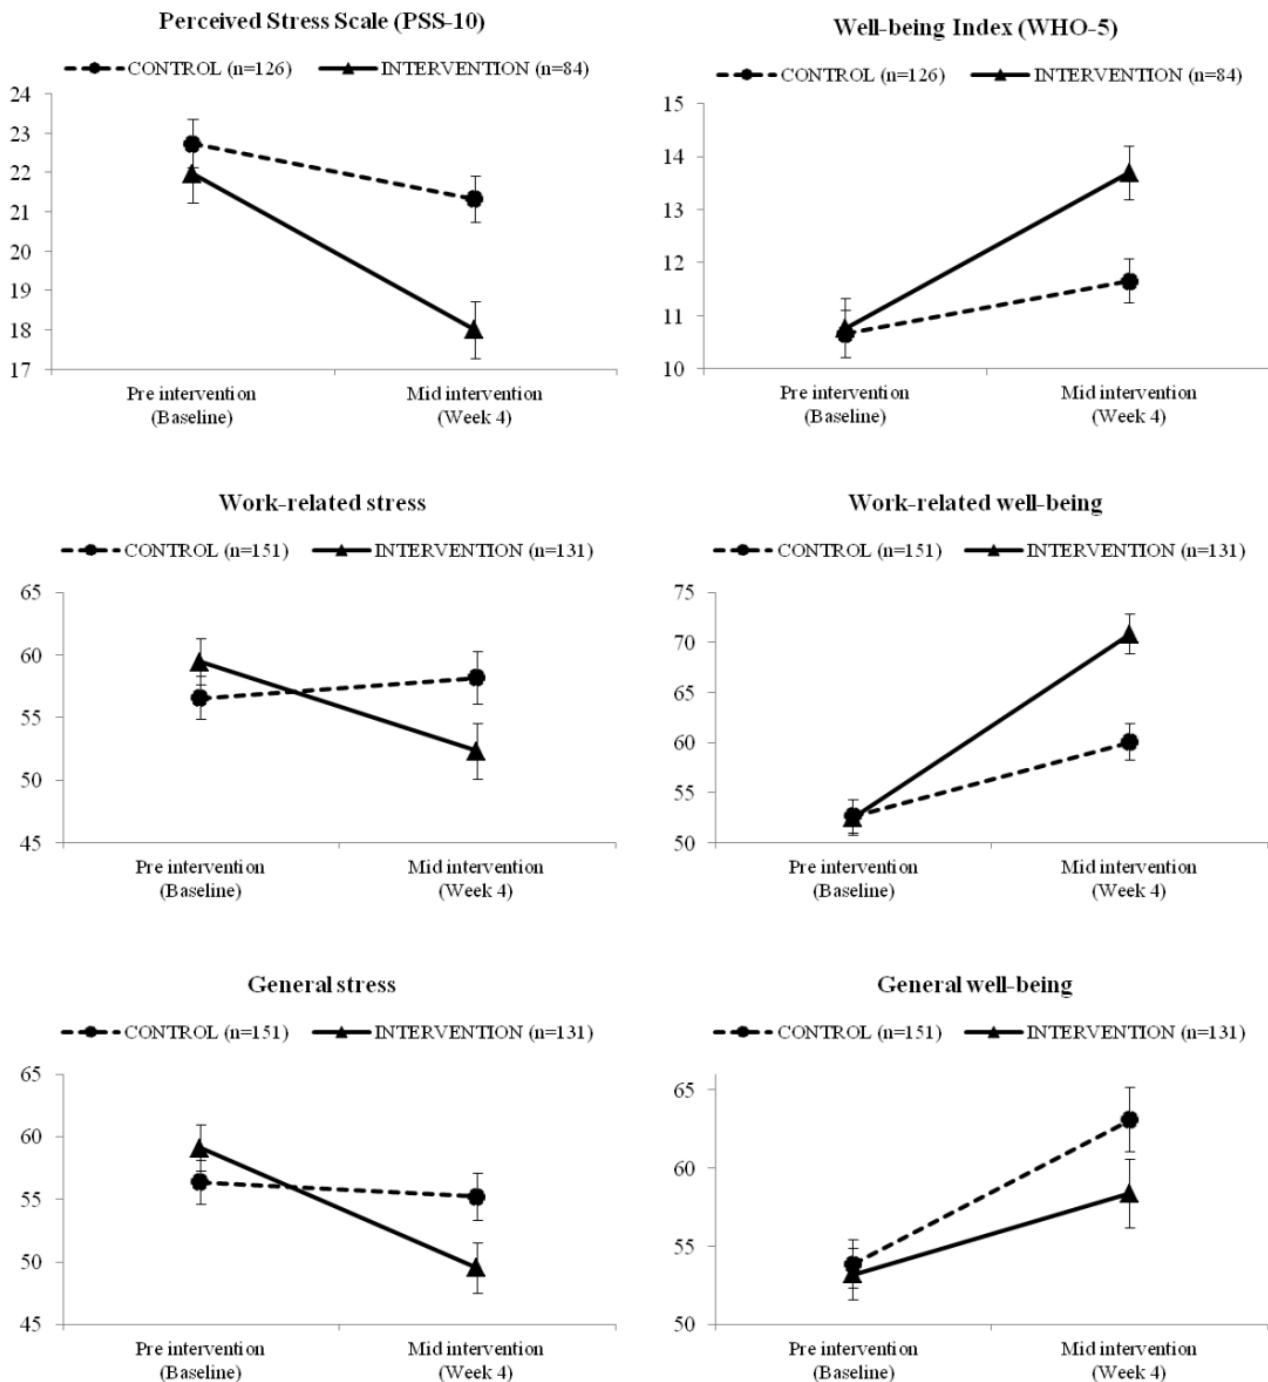 Perceived Stress Scale (PSS-10)
CONTROL (n=126) INTERVENTION (n=84)
24
23
22
21
20
19
18
17
Pre intervention (Baseline)
Mid intervention (Week 4)
Well-being Index (WHO-5)
CONTROL (n=126) INTERVENTION (n=84)
15
14
13
12
11
10
Pre intervention (Baseline)
Mid intervention (Week 4)
Work-related stress
CONTROL (n=151) INTERVENTION (n=131)
65
60
55
50
45
Pre intervention (Baseline)
Mid intervention (Week 4)
Work-related well-being
CONTROL (n=151) INTERVENTION (n=131)
75
70
65
60
55
50
Pre intervention (Baseline)
Mid intervention (Week 4)
General stress
CONTROL (n=151) INTERVENTION (n=131)
65
60
55
50
45
Pre intervention (Baseline)
Mid intervention (Week 4)
General well-being
CONTROL (n=151) INTERVENTION (n=131)
65
60
55
50
Pre intervention (Baseline)
Mid intervention (Week 4)